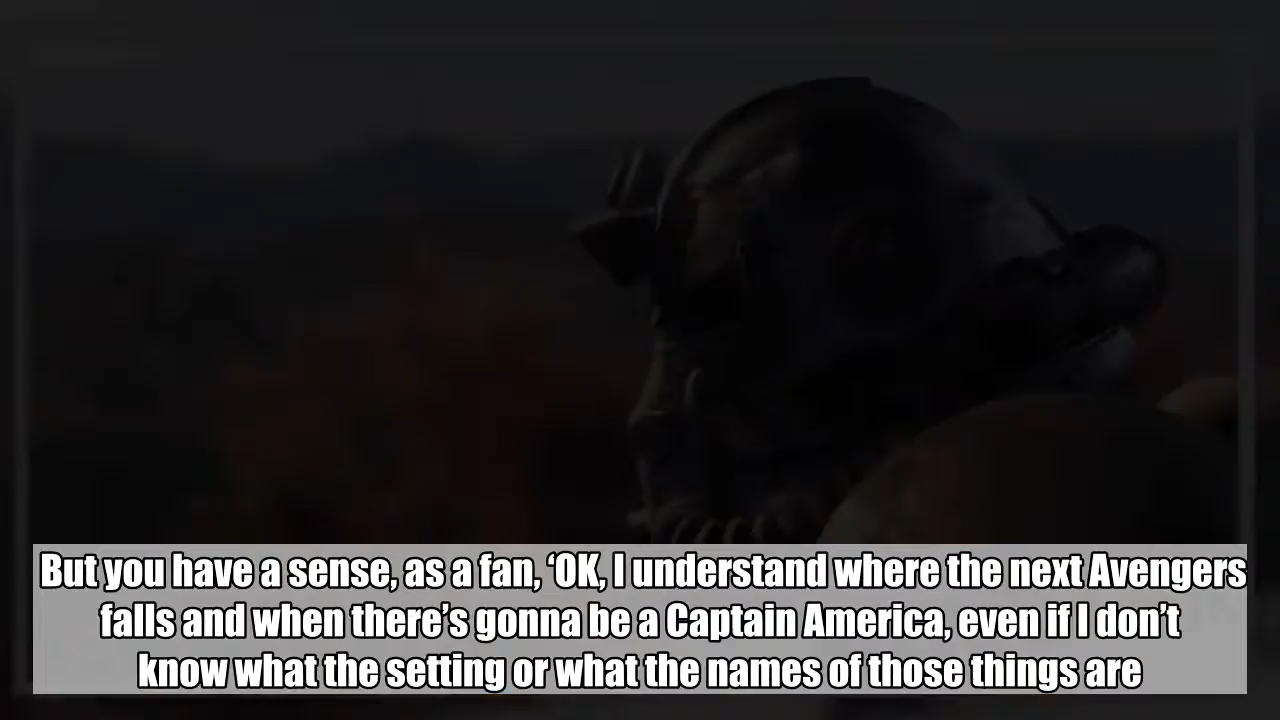 But you have a sense, as a fan, ‘OK, I understand where the next Avengers
falls and when there’s gonna be a Captain America, even if I don’t
know what the setting or what the names of those things are